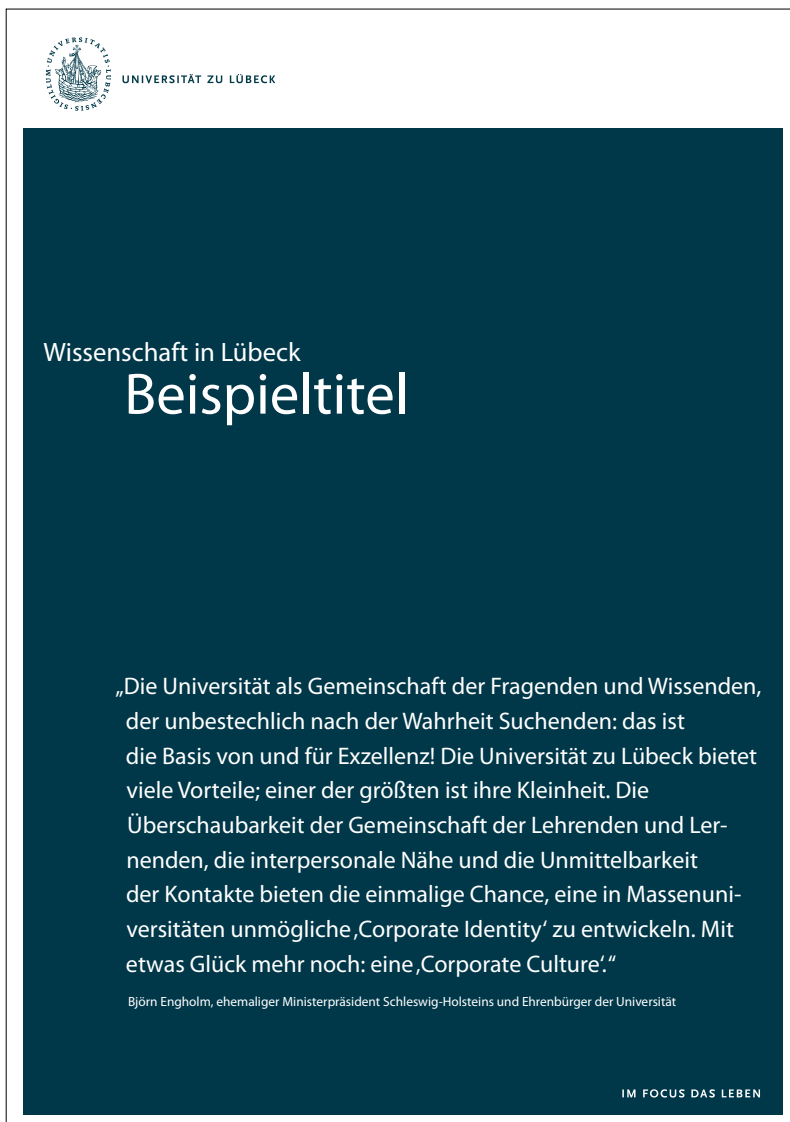 SIGILLUM·UNIVERSITATIS·LUBECENSIS
UNIVERSITÄT ZU LÜBECK
Wissenschaft in Lübeck
Beispieltitel
„Die Universität als Gemeinschaft der Fragenden und Wissenden,
der unbestechlich nach der Wahrheit Suchenden: das ist
die Basis von und für Exzellenz! Die Universität zu Lübeck bietet
viele Vorteile; einer der größten ist ihre Kleinheit. Die
Überschaubarkeit der Gemeinschaft der Lehrenden und Ler-
nenden, die interpersonale Nähe und die Unmittelbarkeit
der Kontakte bieten die einmalige Chance, eine in Massenuni-
versitäten unmögliche ‚Corporate Identity‘ zu entwickeln. Mit
etwas Glück mehr noch: eine ‚Corporate Culture‘.“
Björn Engholm, ehemaliger Ministerpräsident Schleswig-Holsteins und Ehrenbürger der Universität
IM FOCUS DAS LEBEN